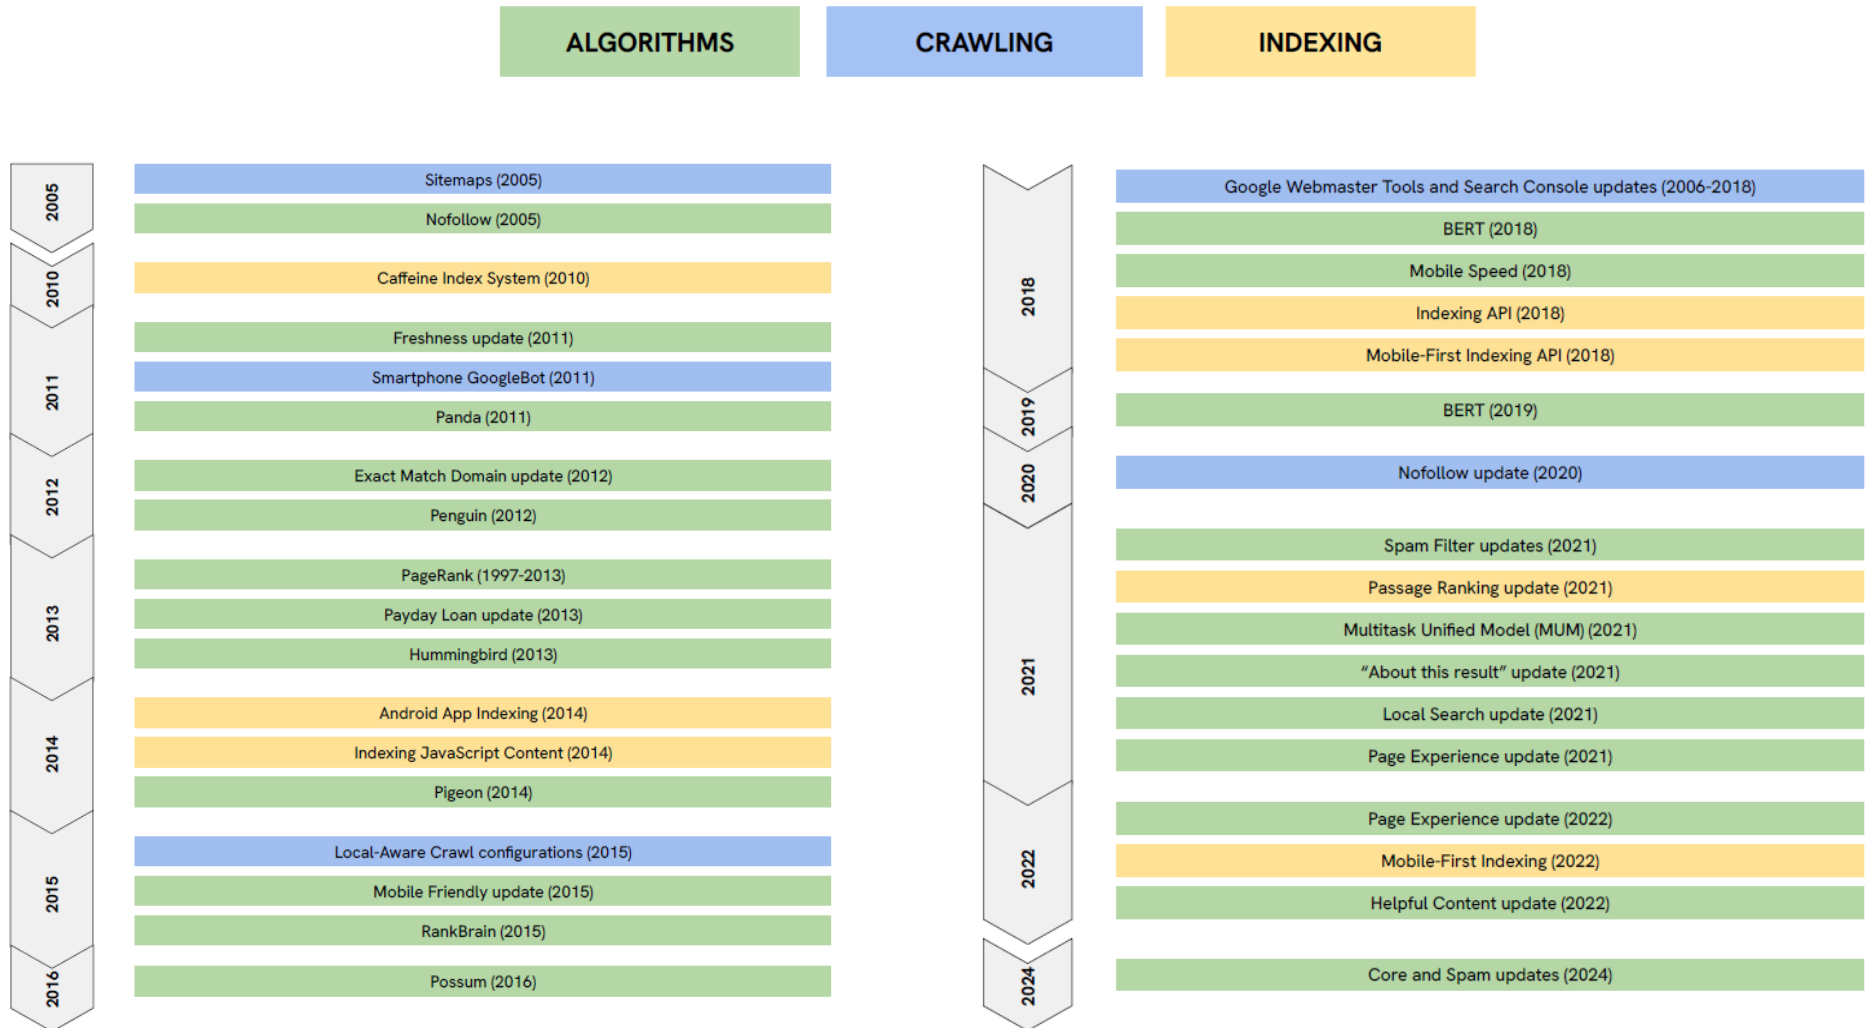 ALGORITHMS
CRAWLING
INDEXING
2005
Sitemaps (2005)
Nofollow (2005)
2010
Caffeine Index System (2010)
2011
Freshness update (2011)
Smartphone GoogleBot (2011)
Panda (2011)
2012
Exact Match Domain update (2012)
Penguin (2012)
2013
PageRank (1997-2013)
Payday Loan update (2013)
Hummingbird (2013)
2014
Android App Indexing (2014)
Indexing JavaScript Content (2014)
Pigeon (2014)
2015
Local-Aware Crawl configurations (2015)
Mobile Friendly update (2015)
RankBrain (2015)
2016
Possum (2016)
2018
Google Webmaster Tools and Search Console updates (2006-2018)
BERT (2018)
Mobile Speed (2018)
Indexing API (2018)
Mobile-First Indexing API (2018)
2019
BERT (2019)
2020
Nofollow update (2020)
2021
Spam Filter updates (2021)
Passage Ranking update (2021)
Multitask Unified Model (MUM) (2021)
“About this result” update (2021)
Local Search update (2021)
Page Experience update (2021)
2022
Page Experience update (2022)
Mobile-First Indexing (2022)
Helpful Content update (2022)
2024
Core and Spam updates (2024)